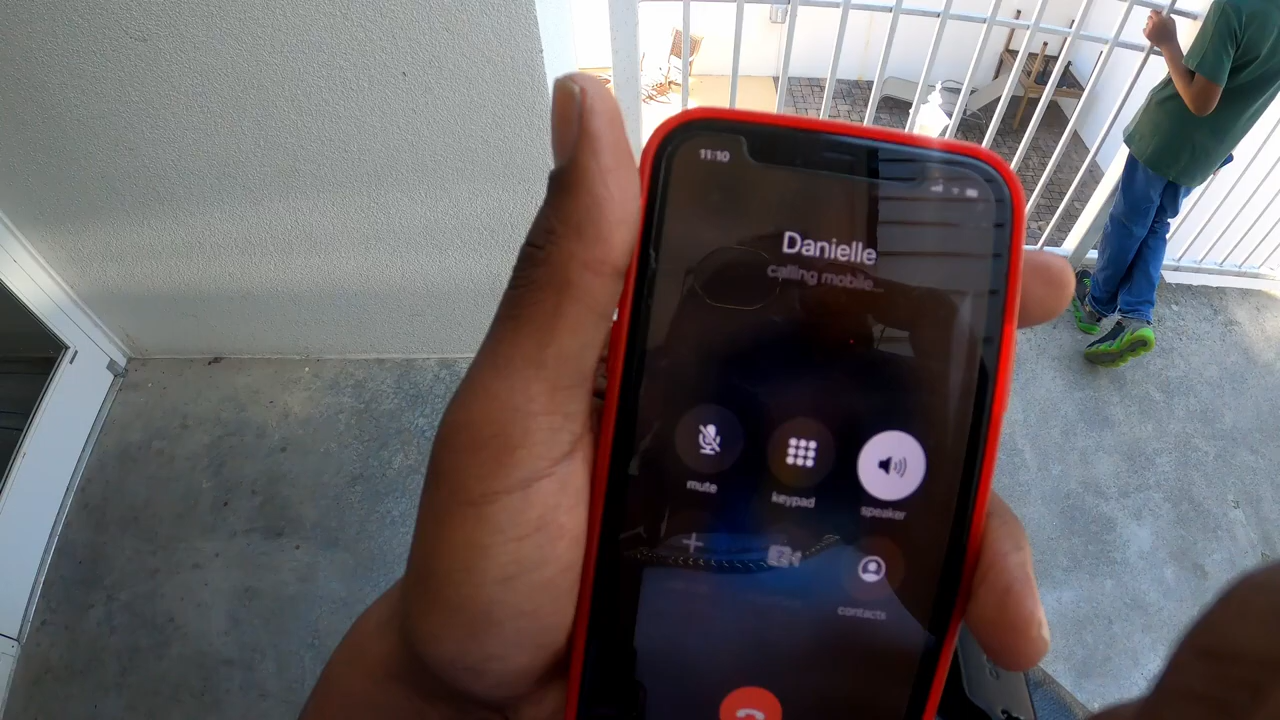 11:10
Danielle
calling mobile...
mute
keypad
speaker
contacts